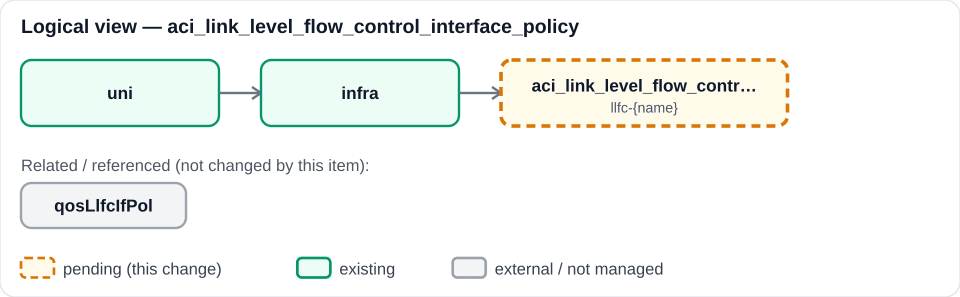 Logical view — aci_link_level_flow_control_interface_policy
uni
infra
aci_link_level_flow_contr…
llfc-{name}
Related / referenced (not changed by this item):
qosLlfcIfPol
pending (this change)
existing
external / not managed